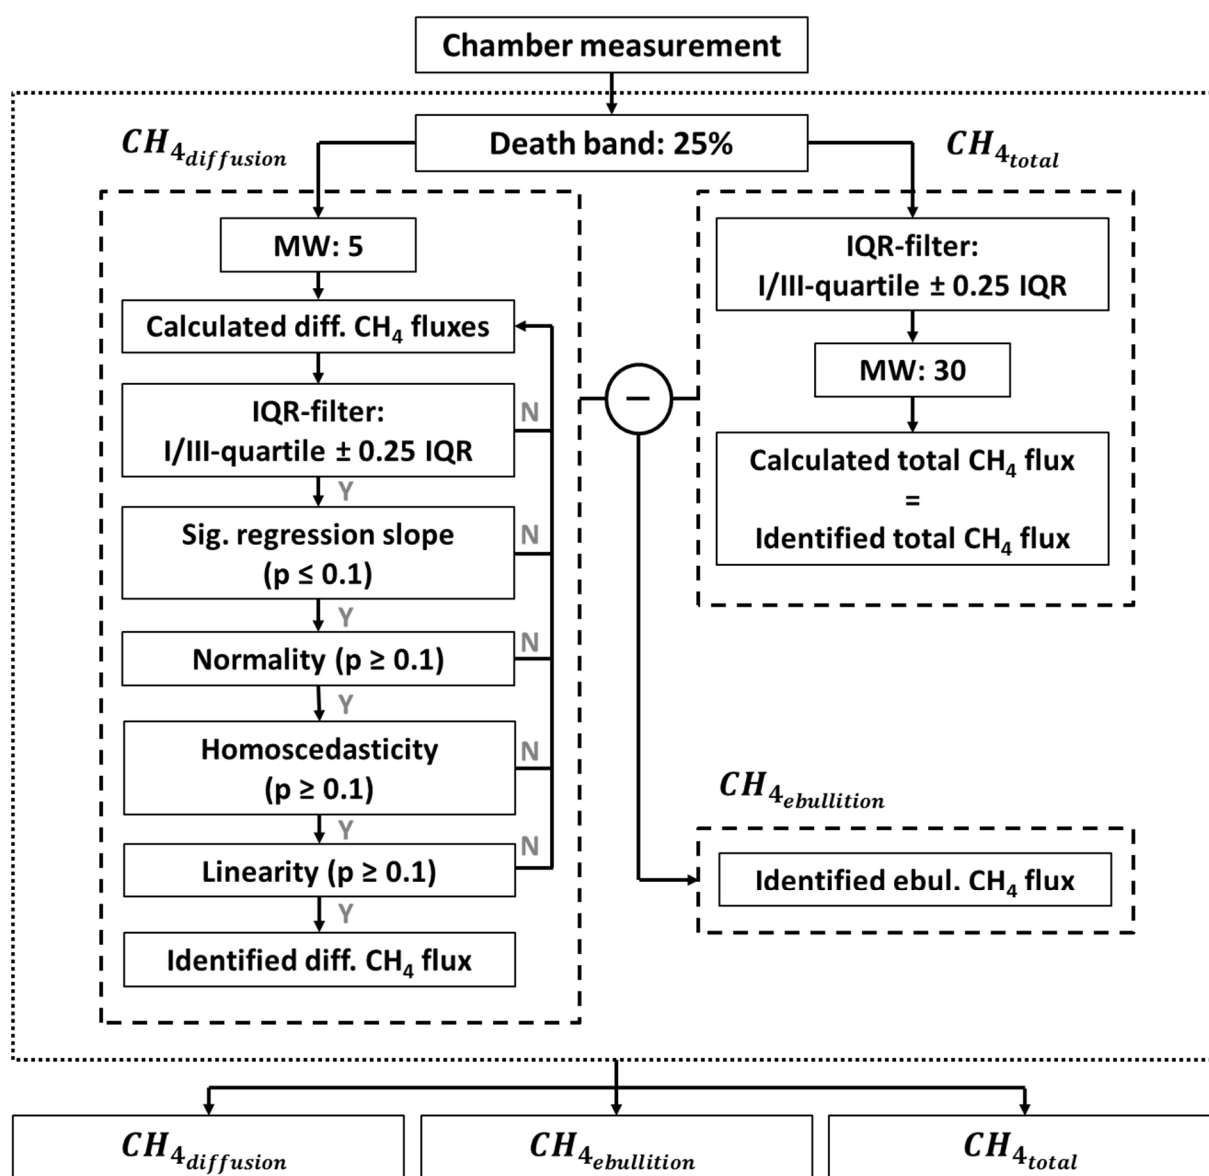 Chamber measurement
Death band: 25%
CH₄diffusion
CH₄total
MW: 5
Calculated diff. CH₄ fluxes
IQR-filter:
I/III-quartile ± 0.25 IQR
N
Y
Sig. regression slope
(p ≤ 0.1)
N
Y
Normality (p ≥ 0.1)
N
Y
Homoscedasticity
(p ≥ 0.1)
N
Y
Linearity (p ≥ 0.1)
N
Y
Identified diff. CH₄ flux
−
IQR-filter:
I/III-quartile ± 0.25 IQR
MW: 30
Calculated total CH₄ flux
=
Identified total CH₄ flux
CH₄ebullition
Identified ebul. CH₄ flux
CH₄diffusion
CH₄ebullition
CH₄total